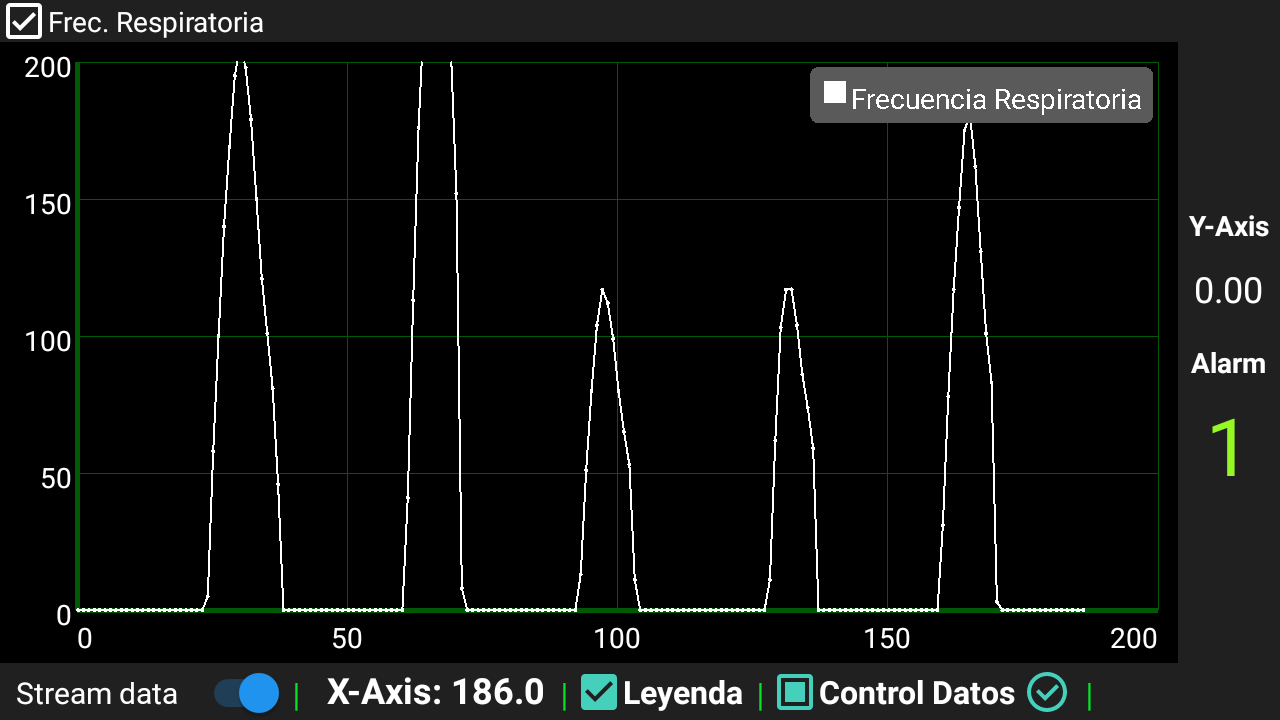 Frec. Respiratoria
200
Frecuencia Respiratoria
150
Y-Axis
0.00
100
Alarm
1
50
0
0 50 100 150 200
Stream data | X-Axis: 186.0 | Leyenda | Control Datos |